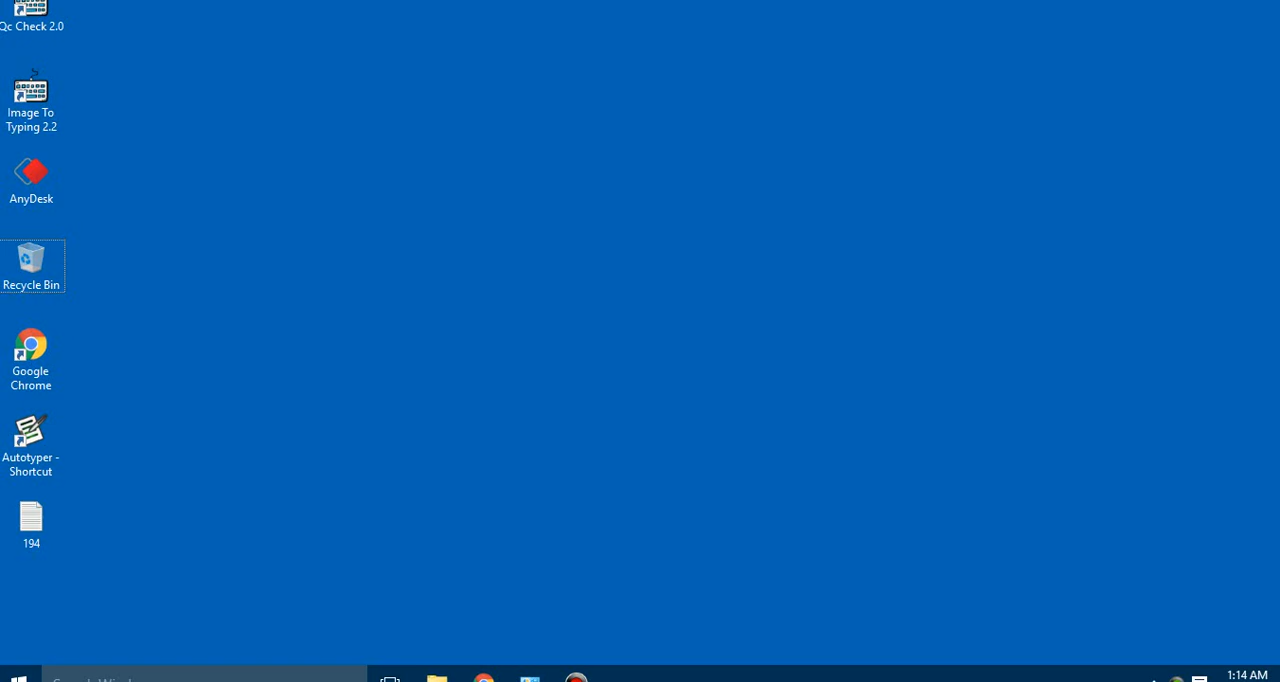 Qc Check 2.0
Image To
Typing 2.2
AnyDesk
Recycle Bin
Google
Chrome
Autotyper -
Shortcut
194
1:14 AM